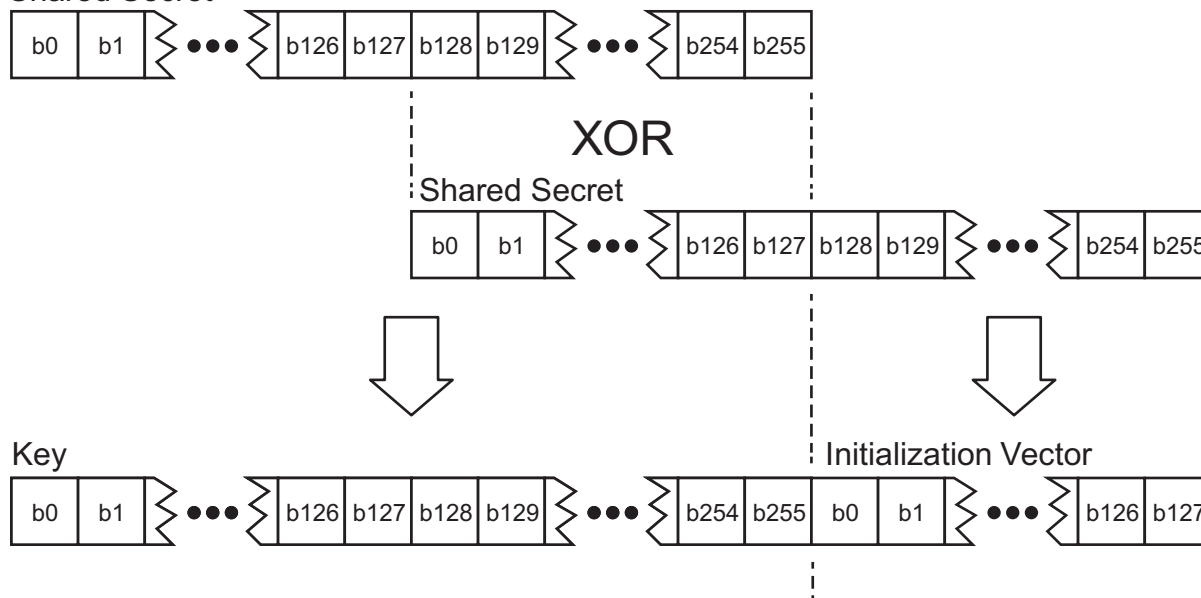 Shared Secret
b0 b1 ●●● b126 b127 b128 b129 ●●● b254 b255
XOR
Shared Secret
b0 b1 ●●● b126 b127 b128 b129 ●●● b254 b255
Key Initialization Vector
b0 b1 ●●● b126 b127 b128 b129 ●●● b254 b255 b0 b1 ●●● b126 b127